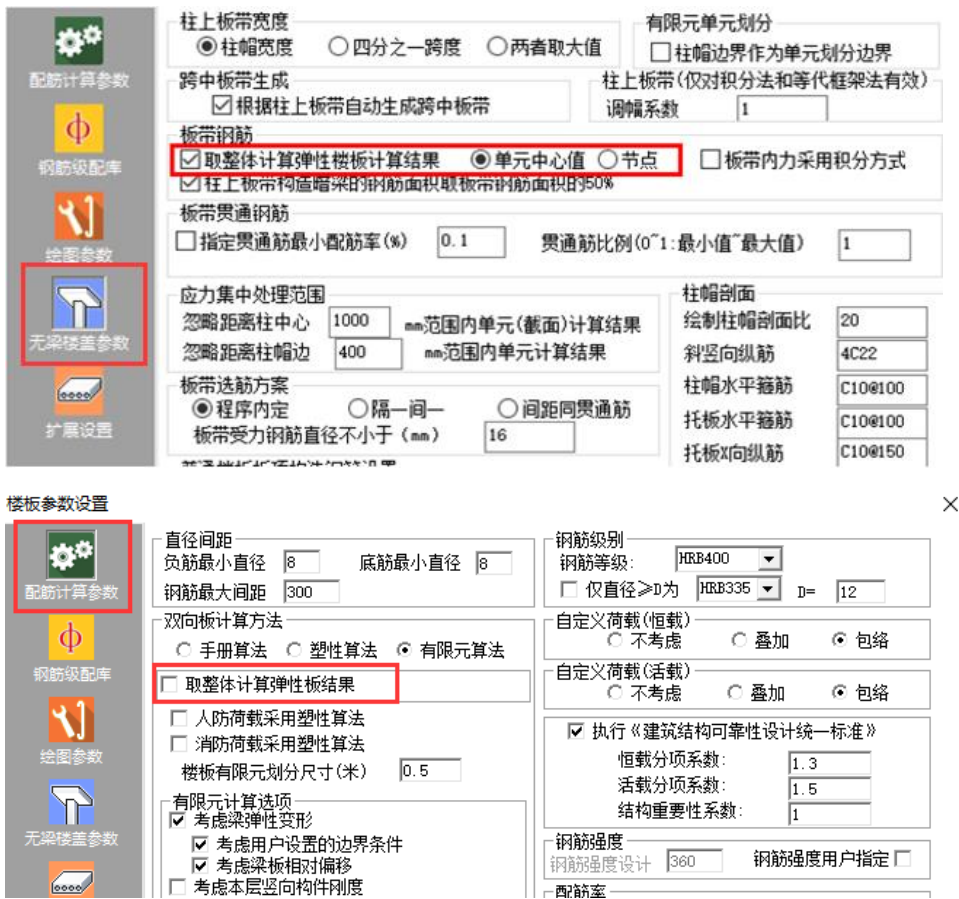 柱上板带宽度
柱帽宽度 四分之一跨度 两者取大值
有限元单元划分
柱帽边界作为单元划分边界
配筋计算参数
跨中板带生成
根据柱上板带自动生成跨中板带
柱上板带(仅对积分法和等代框架法有效)
调幅系数 1
钢筋级配库
板带钢筋
取整体计算弹性楼板计算结果 单元中心值 节点 板带内力采用积分方式
柱上板带构造暗梁的钢筋面积取板带钢筋面积的50%
绘图参数
板带贯通钢筋
指定贯通筋最小配筋率(%) 0.1 贯通筋比例(0~1:最小值~最大值) 1
无梁楼盖参数
应力集中处理范围
忽略距离柱中心 1000 mm范围内单元(截面)计算结果
忽略距离柱帽边 400 mm范围内单元计算结果
柱帽剖面
绘制柱帽剖面比 20
斜竖向纵筋 4C22
柱帽水平箍筋 C10@100
托板水平箍筋 C10@100
托板X向纵筋 C10@150
扩展设置
板带选筋方案
程序内定 隔一间一 间距同贯通筋
板带受力钢筋直径不小于(mm) 16
楼板参数设置
配筋计算参数
钢筋级配库
绘图参数
无梁楼盖参数
直径间距
负筋最小直径 8 底筋最小直径 8
钢筋最大间距 300
双向板计算方法
手册算法 塑性算法 有限元算法
取整体计算弹性板结果
人防荷载采用塑性算法
消防荷载采用塑性算法
楼板有限元划分尺寸(米) 0.5
有限元计算选项
考虑梁弹性变形
考虑用户设置的边界条件
考虑梁板相对偏移
考虑本层竖向构件刚度
钢筋级别
钢筋等级: HRB400
仅直径≥D为 HRB335 D= 12
自定义荷载(恒载)
不考虑 叠加 包络
自定义荷载(活载)
不考虑 叠加 包络
执行《建筑结构可靠性设计统一标准》
恒载分项系数: 1.3
活载分项系数: 1.5
结构重要性系数: 1
钢筋强度
钢筋强度设计 360 钢筋强度用户指定
配筋率